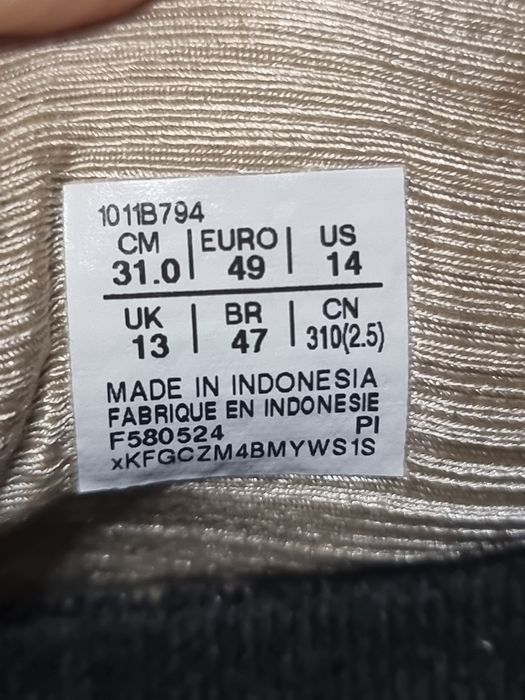 1011B794
CM | EURO | US
31.0 | 49 | 14
UK | BR | CN
13 | 47 | 310(2.5)
MADE IN INDONESIA
FABRIQUE EN INDONESIE
F580524 PI
xKFGCZM4BMYWS1S